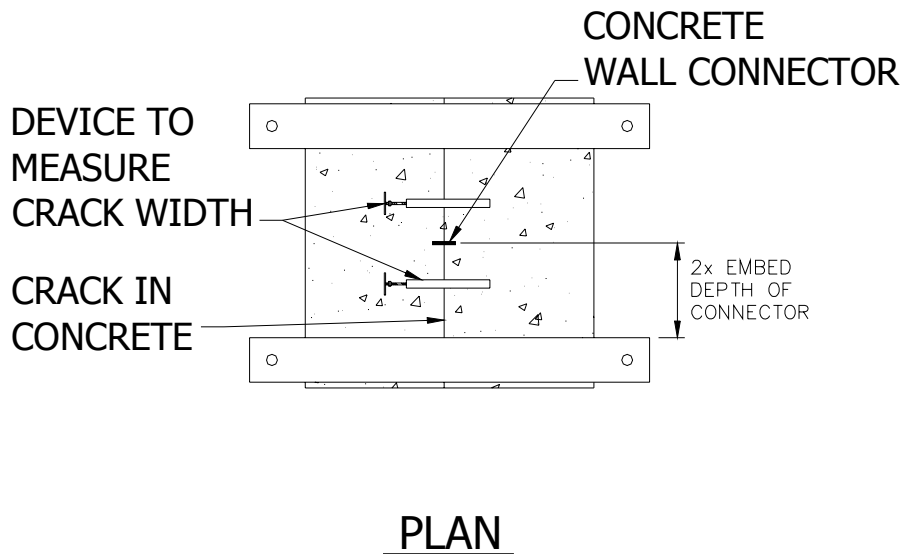 CONCRETE
WALL CONNECTOR
DEVICE TO
MEASURE
CRACK WIDTH
2x EMBED
DEPTH OF
CONNECTOR
CRACK IN
CONCRETE
PLAN